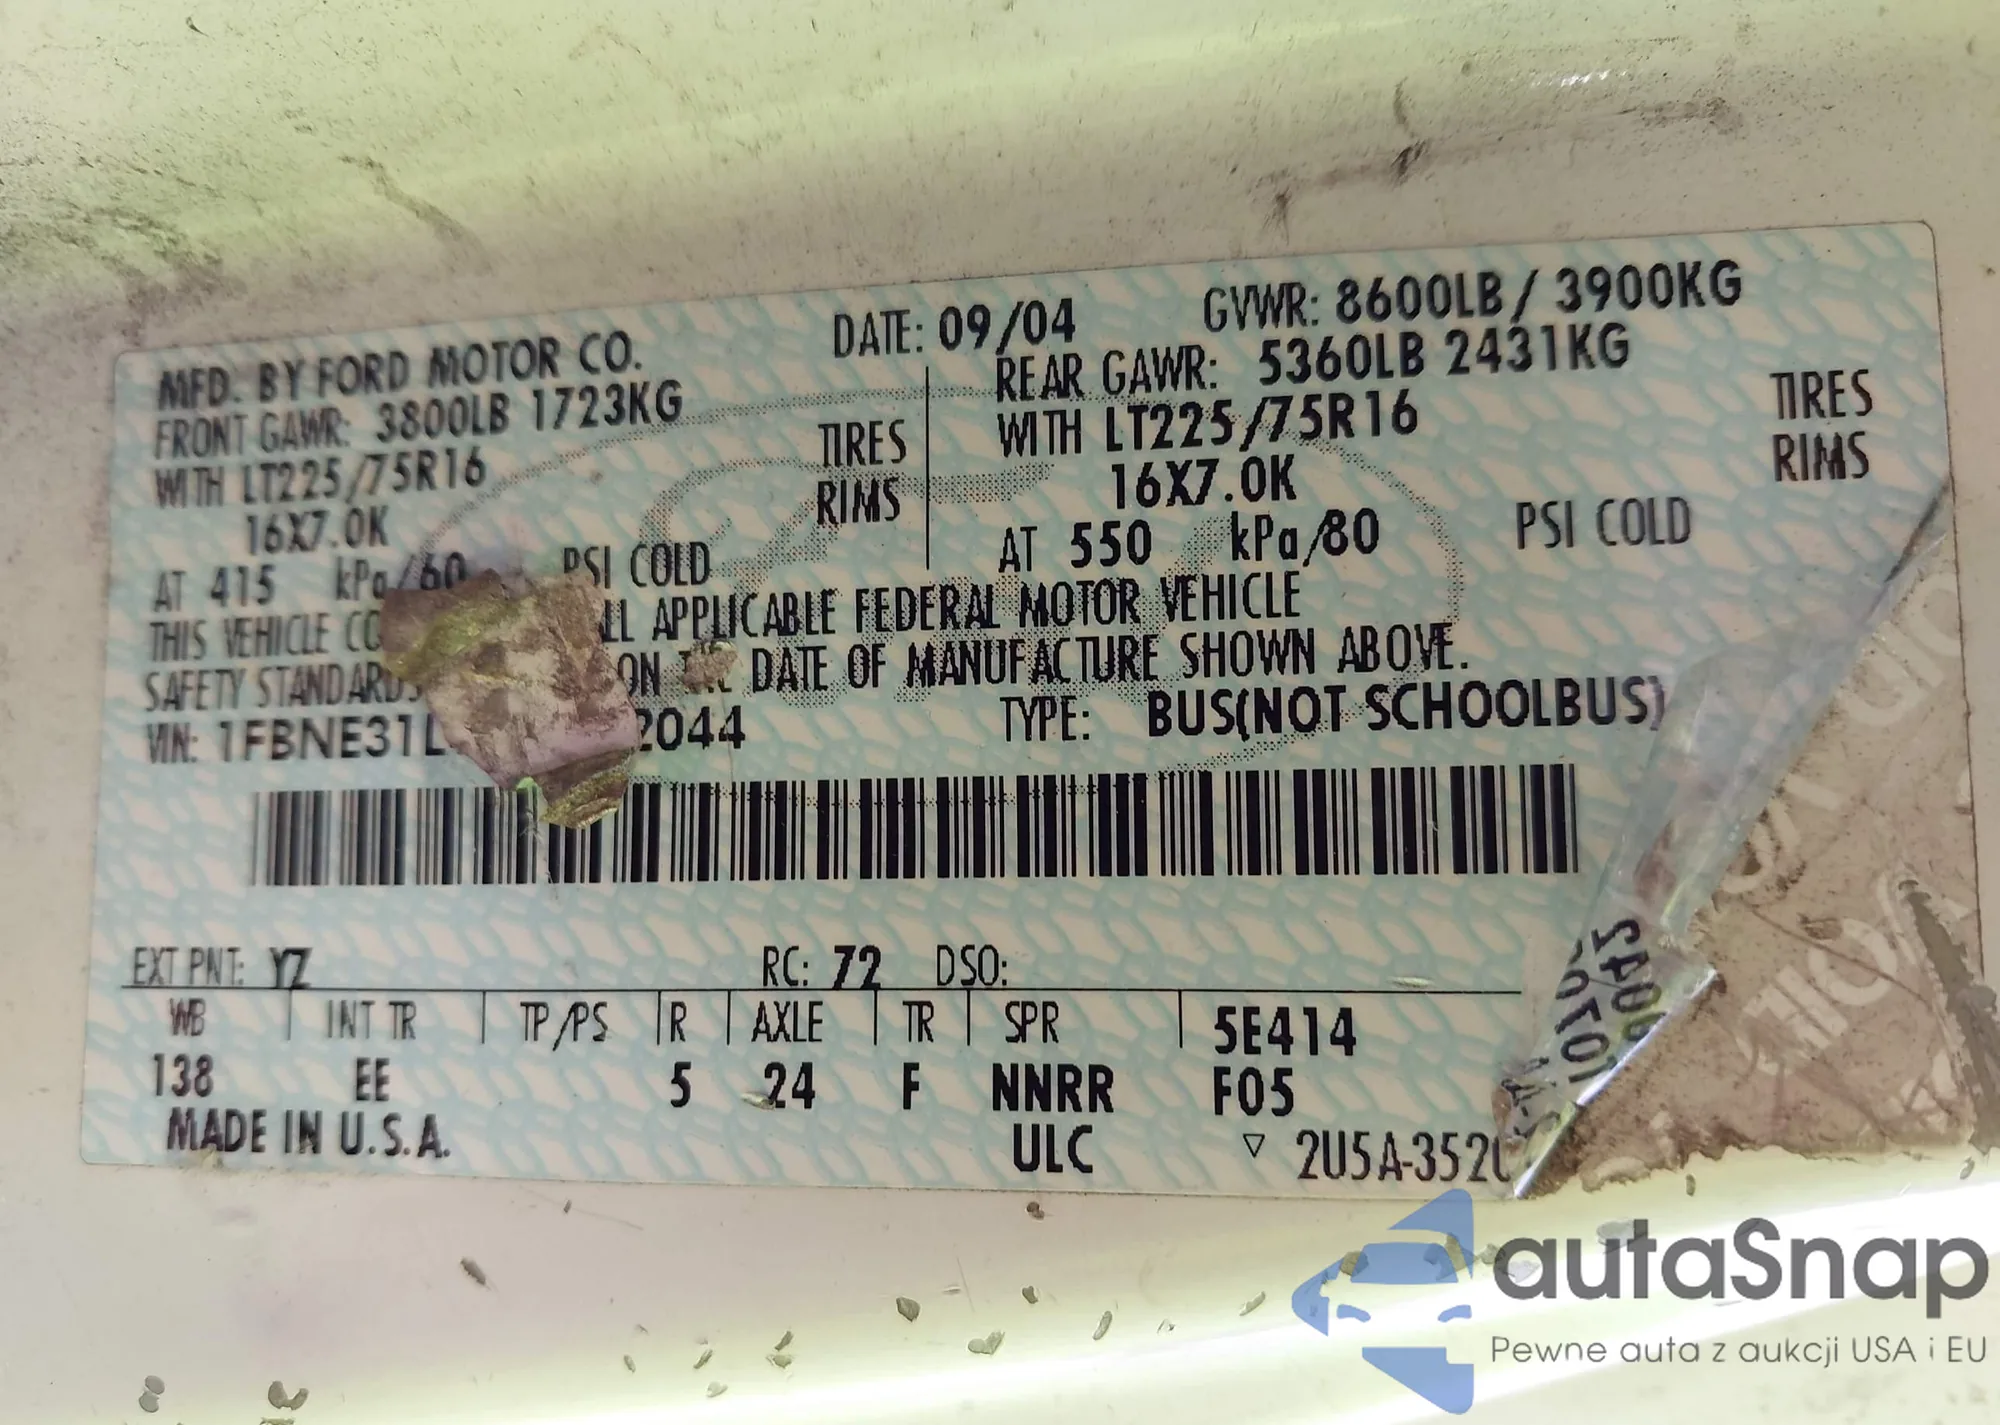 MFD. BY FORD MOTOR CO. DATE: 09/04 GVWR: 8600LB / 3900KG
FRONT GAWR: 3800LB 1723KG REAR GAWR: 5360LB 2431KG
WITH LT225/75R16 TIRES WITH LT225/75R16 TIRES
16X7.0K RIMS 16X7.0K RIMS
AT 415 kPa/60 PSI COLD AT 550 kPa/80 PSI COLD
THIS VEHICLE APPLICABLE FEDERAL MOTOR VEHICLE
SAFETY STANDARDS ON DATE OF MANUFACTURE SHOWN ABOVE.
VIN: 1FBNE31L 2044 TYPE: BUS(NOT SCHOOLBUS)
EXT PNT: YZ RC: 72 DSO:
WB INT TR TP/PS R AXLE TR SPR 5E414
138 EE 5 24 F NNRR F05
MADE IN U.S.A. ULC ▽ 2U5A-352
autaSnap
Pewne auta z aukcji USA i EU